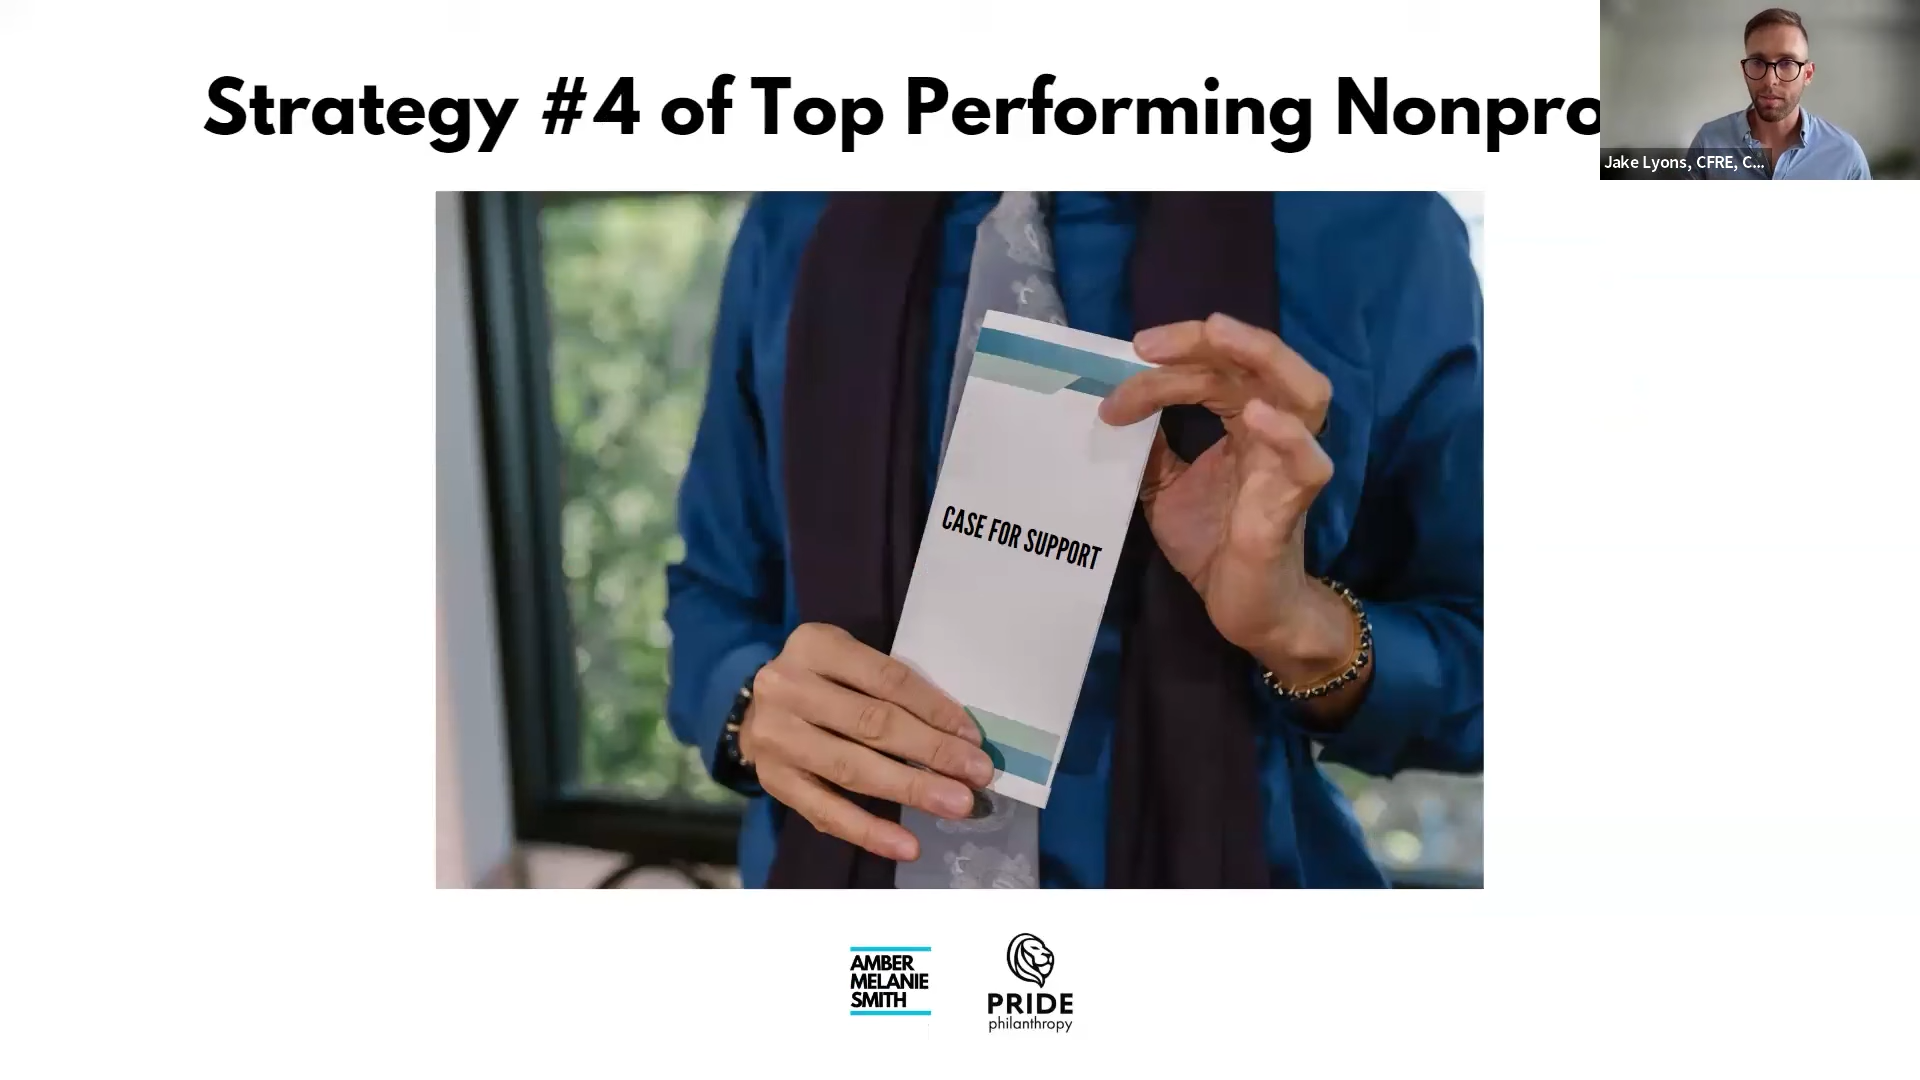 Strategy #4 of Top Performing Nonpro
Jake Lyons, CFRE, C...
CASE FOR SUPPORT
AMBER
MELANIE
SMITH
PRIDE
philanthropy